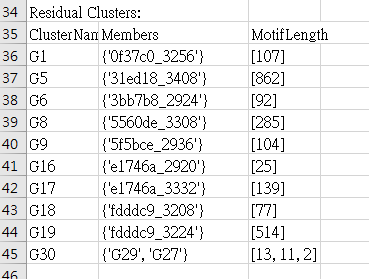 34 Residual Clusters:
35 ClusterNan Members MotifLength
36 G1 {'0f37c0_3256'} [107]
37 G5 {'31ed18_3408'} [862]
38 G6 {'3bb7b8_2924'} [92]
39 G8 {'5560de_3308'} [285]
40 G9 {'5f5bce_2936'} [104]
41 G16 {'e1746a_2920'} [25]
42 G17 {'e1746a_3332'} [139]
43 G18 {'fdddc9_3208'} [77]
44 G19 {'fdddc9_3224'} [514]
45 G30 {'G29', 'G27'} [13, 11, 2]
46